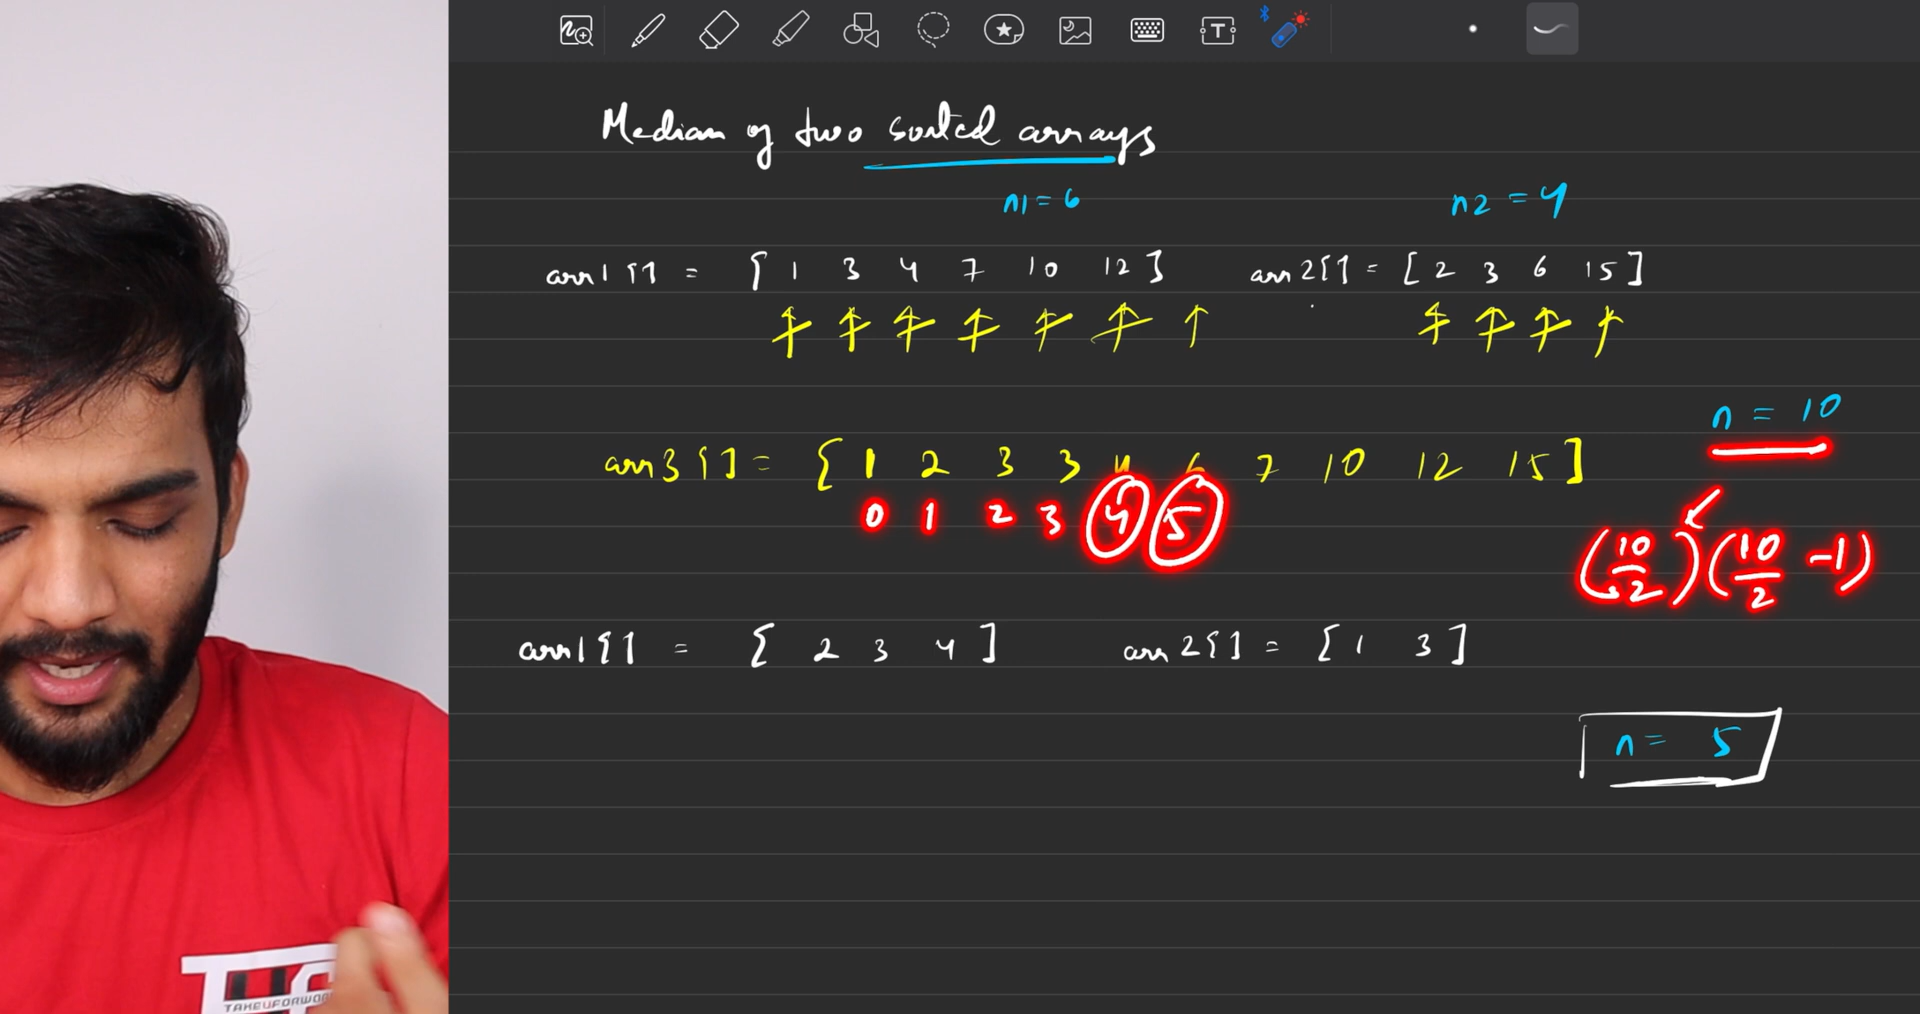 Median of two sorted arrays
n1 = 6
n2 = 4
arr1[] = [ 1 3 4 7 10 12 ]
arr2[] = [ 2 3 6 15 ]
n = 10
arr3[] = [ 1 2 3 3 4 6 7 10 12 15 ]
0 1 2 3 4 5
(10/2) (10/2 -1)
arr1[] = [ 2 3 4 ]
arr2[] = [ 1 3 ]
n = 5
TUF
TAKEUFORWARD